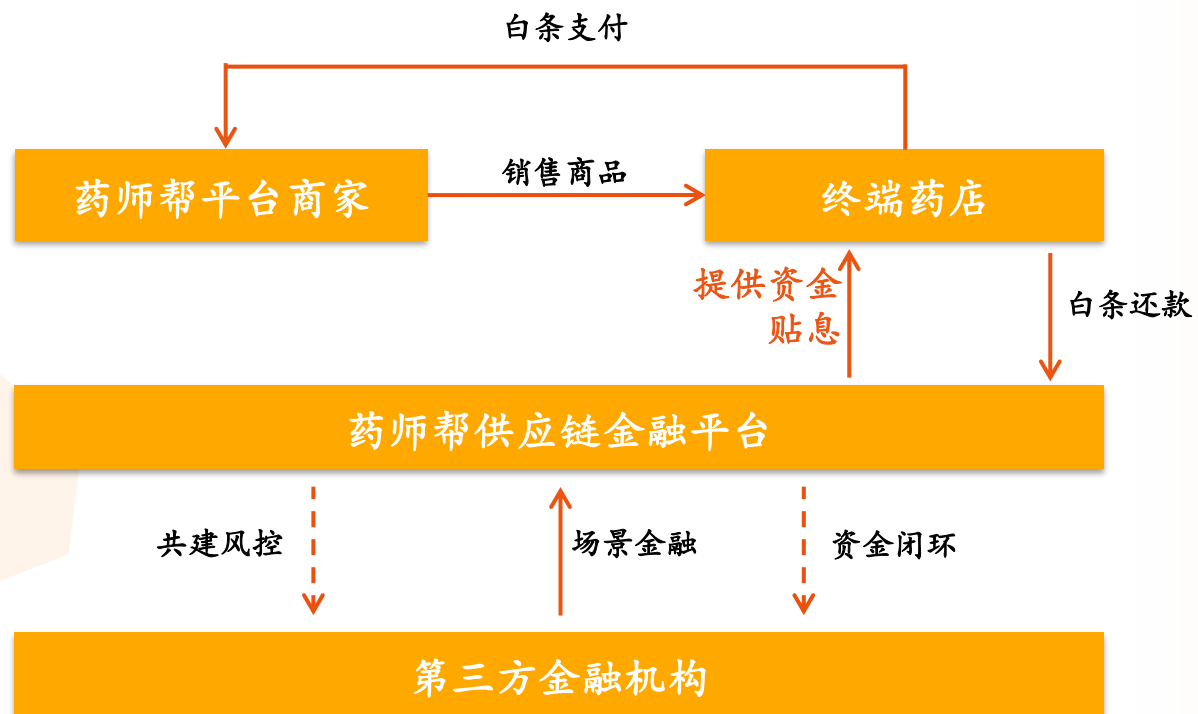 白条支付
药师帮平台商家
销售商品
终端药店
提供资金
贴息
白条还款
药师帮供应链金融平台
共建风控
场景金融
资金闭环
第三方金融机构